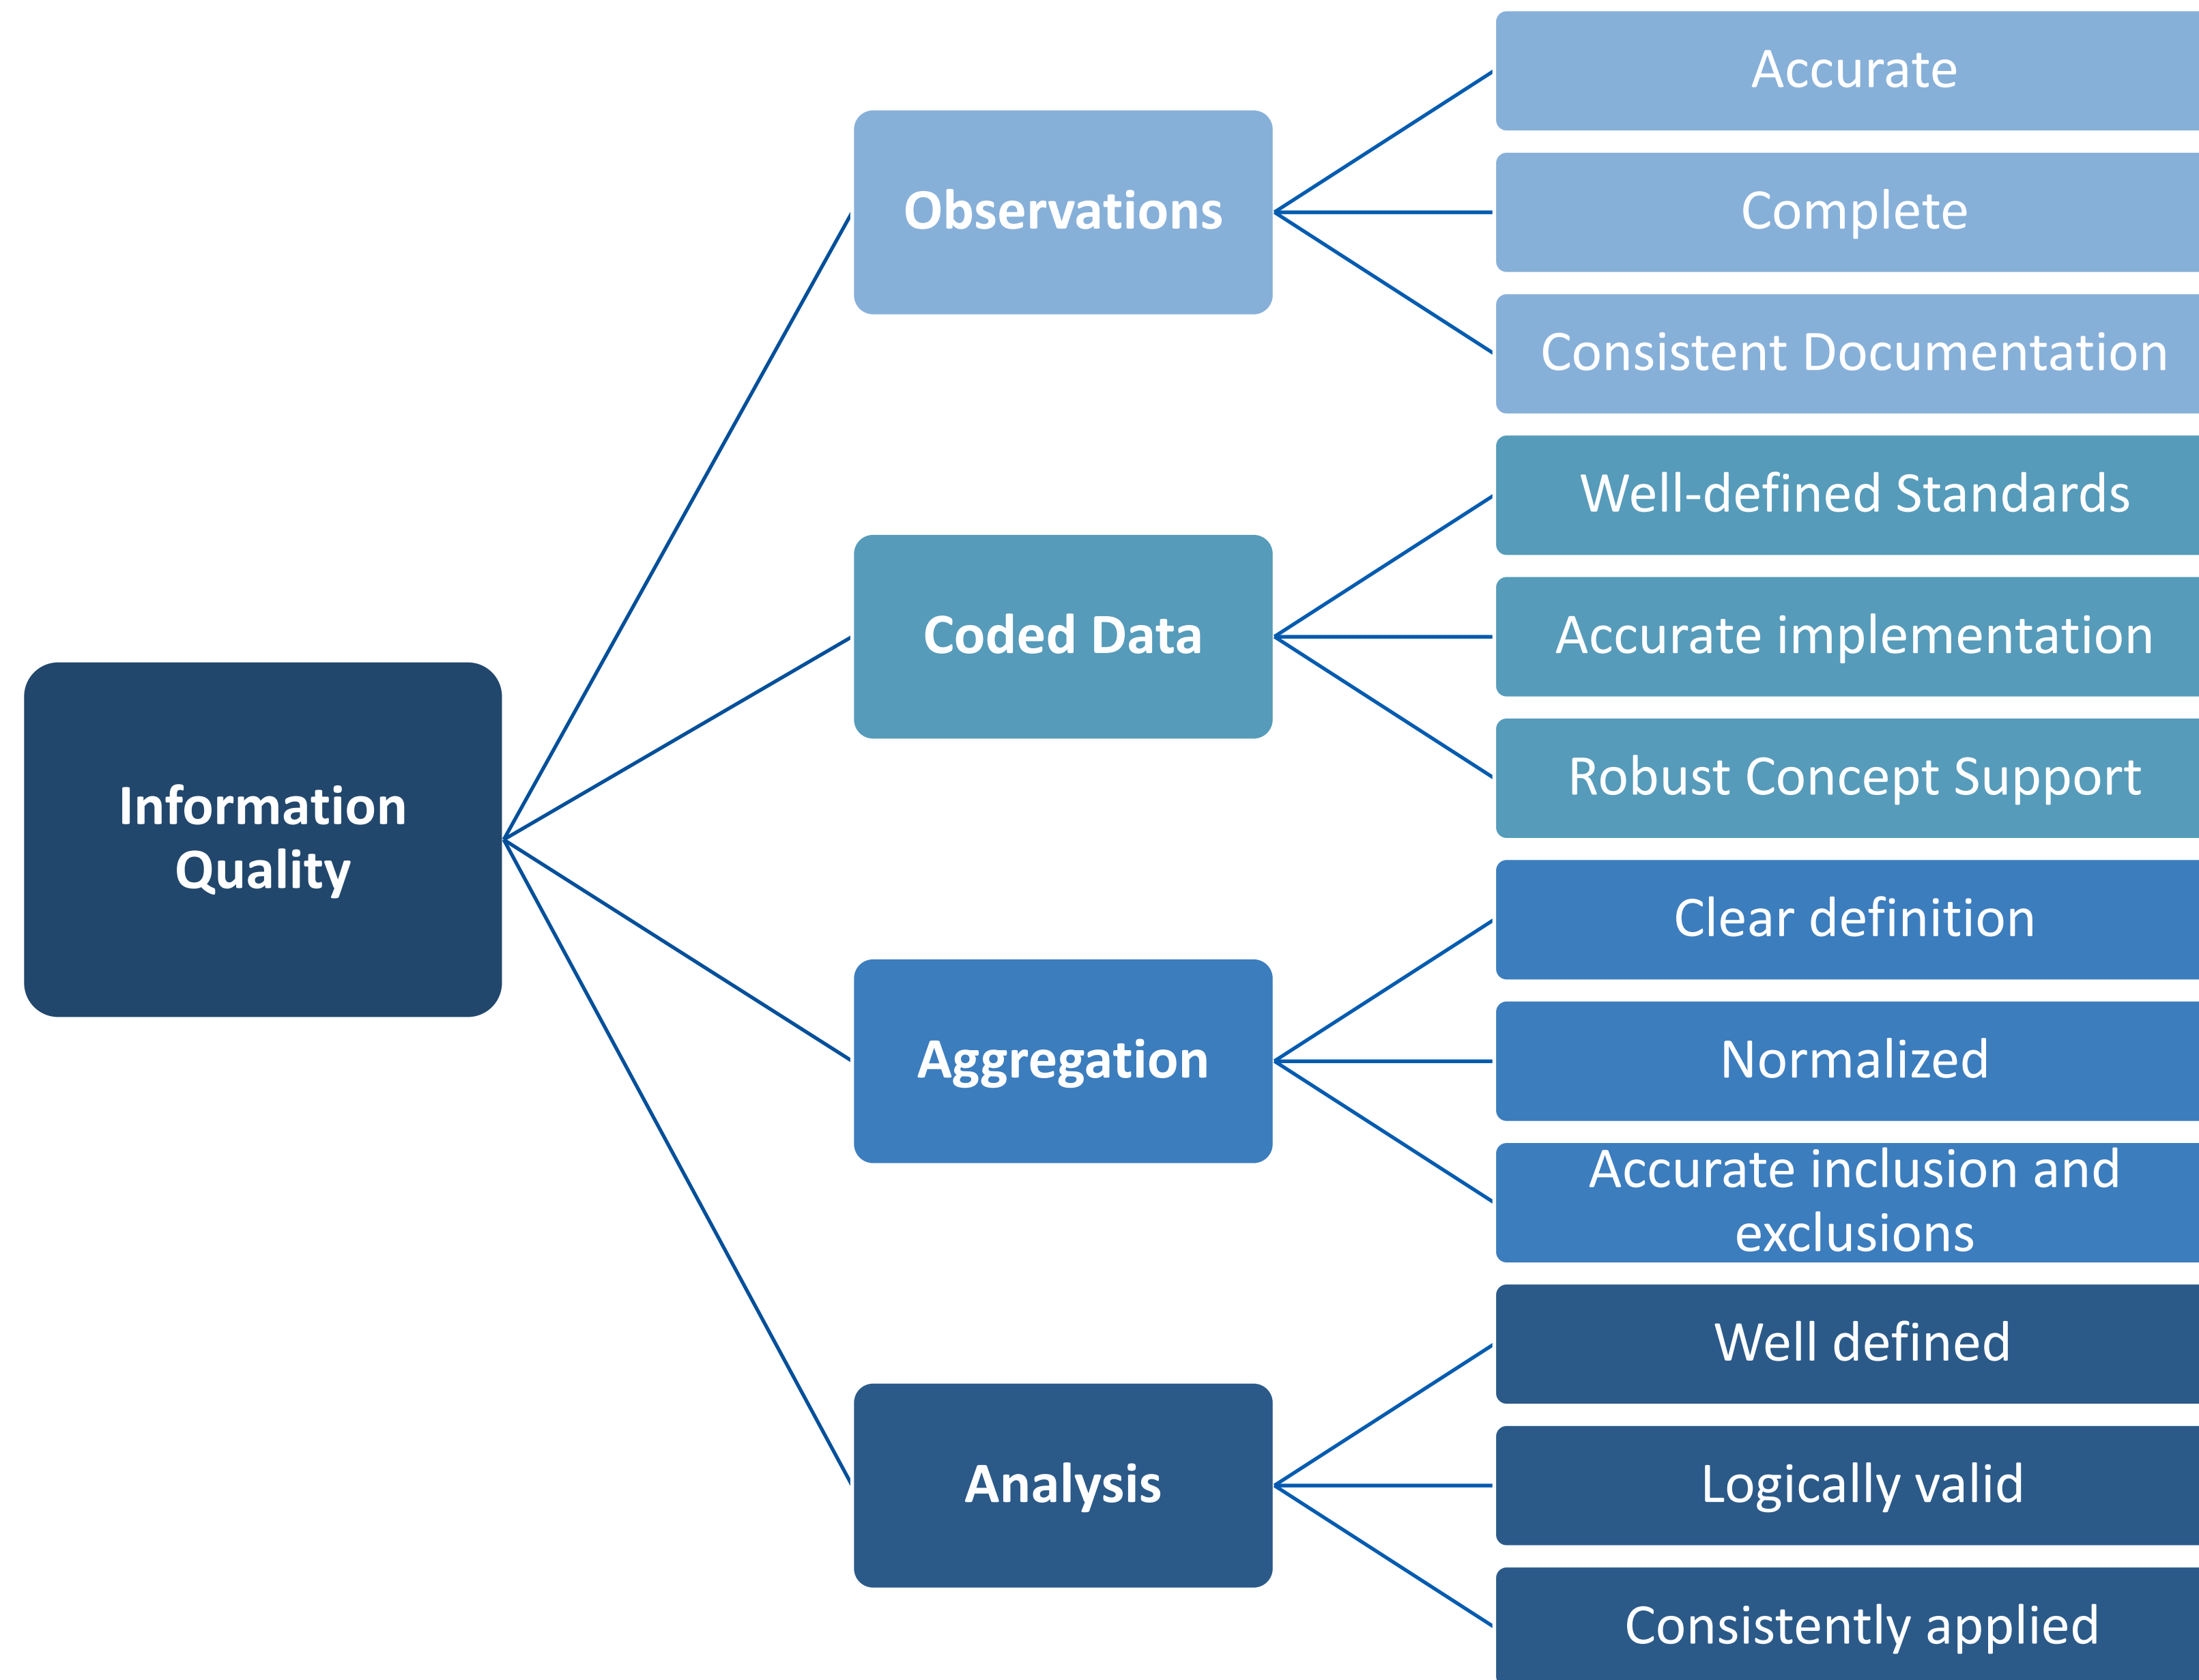 Information
Quality
Observations
Accurate
Complete
Consistent Documentation
Coded Data
Well-defined Standards
Accurate implementation
Robust Concept Support
Aggregation
Clear definition
Normalized
Accurate inclusion and
exclusions
Analysis
Well defined
Logically valid
Consistently applied